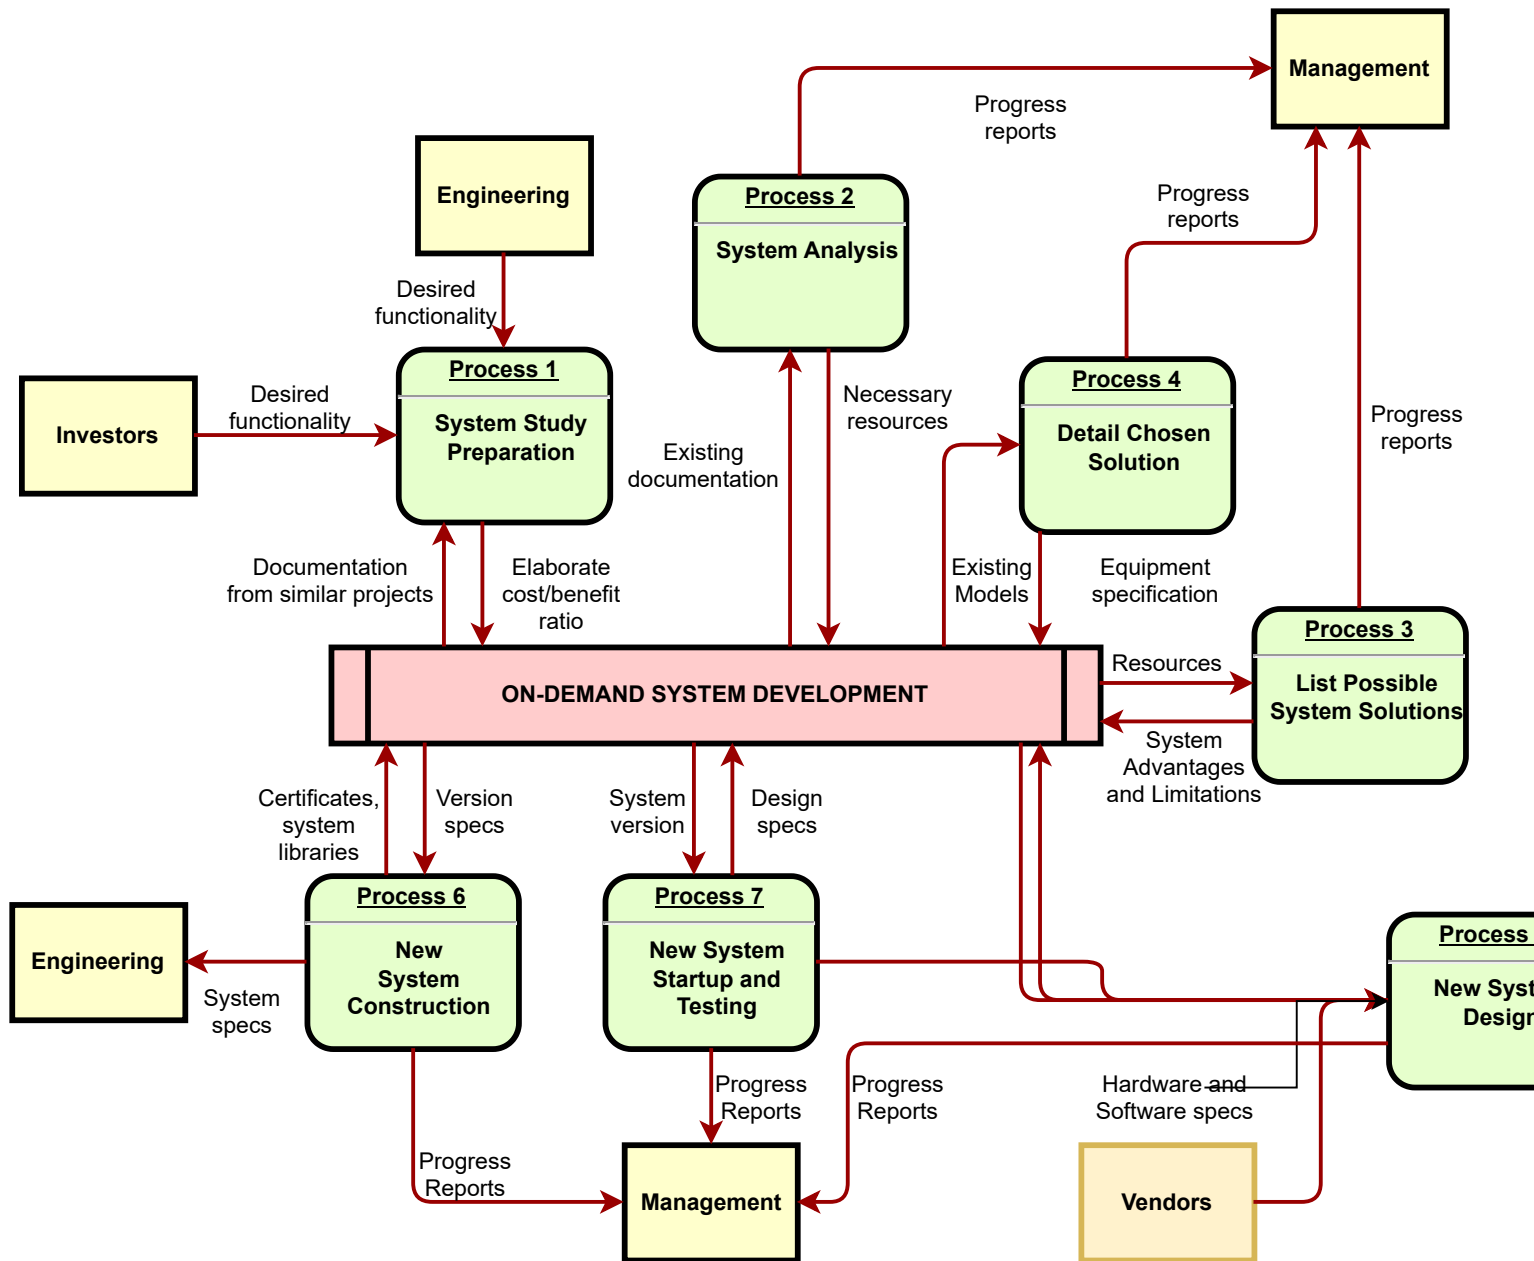 Management
Progress
reports
Engineering
Process 2
System Analysis
Progress
reports
Desired
functionality
Process 1
System Study
Preparation
Investors
Desired
functionality
Necessary
resources
Process 4
Detail Chosen
Solution
Progress
reports
Existing
documentation
Documentation
from similar projects
Elaborate
cost/benefit
ratio
Existing
Models
Equipment
specification
Process 3
List Possible
System Solutions
Resources
ON-DEMAND SYSTEM DEVELOPMENT
System
Advantages
and Limitations
Certificates,
system
libraries
Version
specs
System
version
Design
specs
Process 6
New
System
Construction
Process 7
New System
Startup and
Testing
Process
New Syst
Design
Engineering
System
specs
Progress
Reports
Progress
Reports
Hardware and
Software specs
Progress
Reports
Management
Vendors